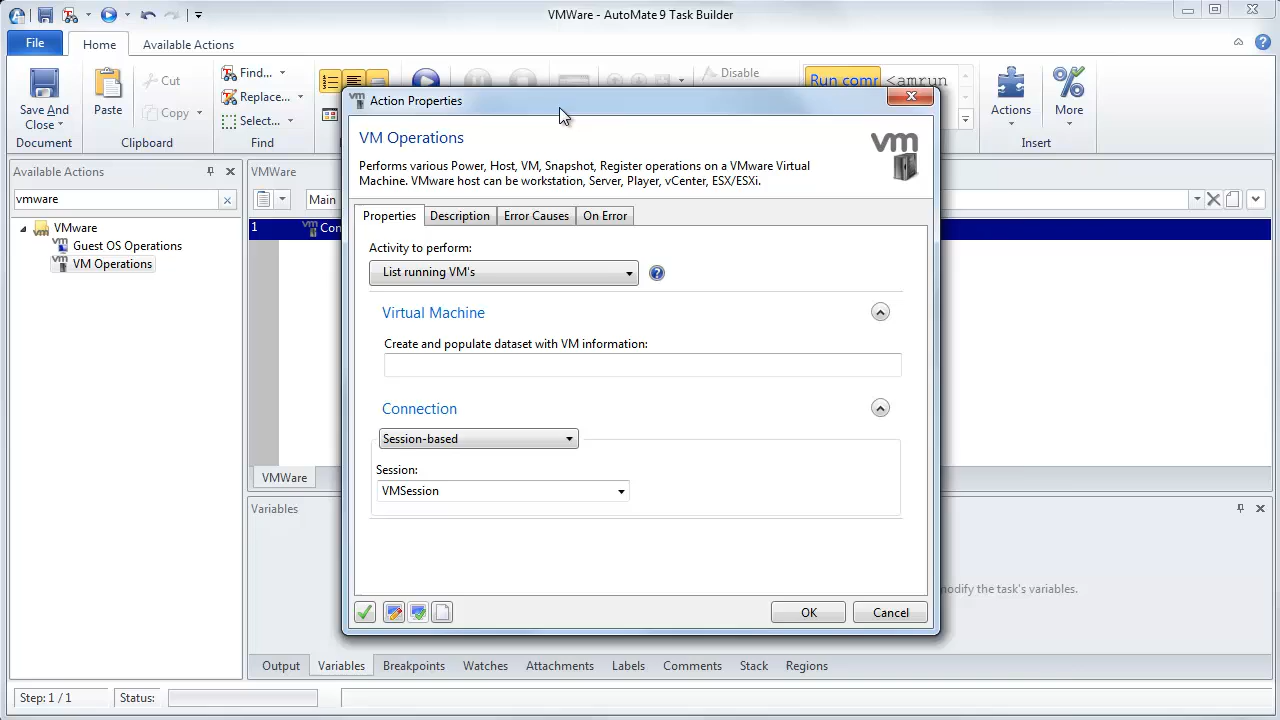 VMWare - AutoMate 9 Task Builder
File
Home
Available Actions
Save And
Close
Document
Paste
Cut
Copy
Clipboard
Find...
Replace...
Select...
Find
Disable
Run comr
<amrun
Actions
More
Insert
Available Actions
vmware
VMware
Guest OS Operations
VM Operations
VMWare
Main
1
Con
VMWare
Action Properties
VM Operations
Performs various Power, Host, VM, Snapshot, Register operations on a VMware Virtual
Machine. VMware host can be workstation, Server, Player, vCenter, ESX/ESXi.
vm
Properties
Description
Error Causes
On Error
Activity to perform:
List running VM's
Virtual Machine
Create and populate dataset with VM information:
Connection
Session-based
Session:
VMSession
OK
Cancel
Variables
modify the task's variables.
Output
Variables
Breakpoints
Watches
Attachments
Labels
Comments
Stack
Regions
Step: 1 / 1
Status: